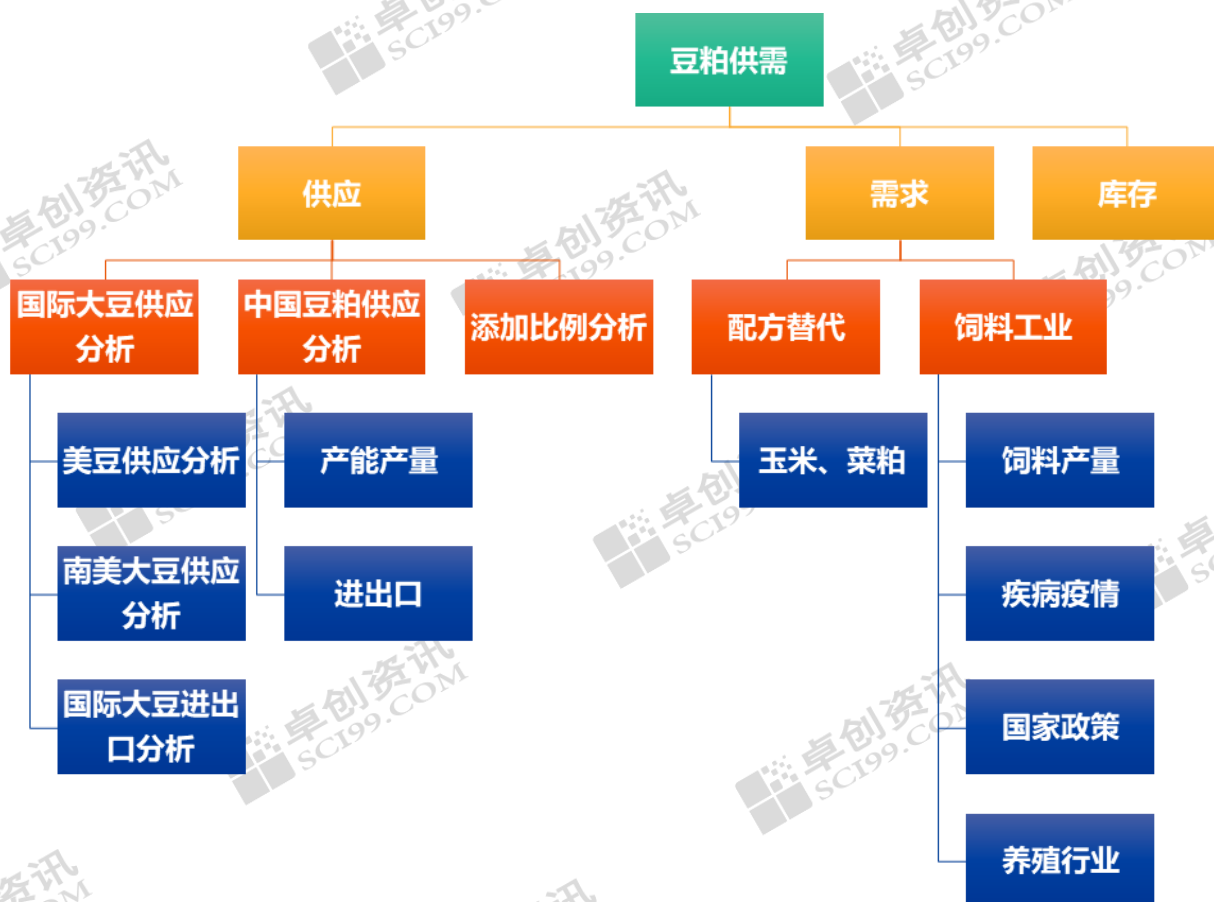 豆粕供需
供应
需求
库存
国际大豆供应
分析
中国豆粕供应
分析
添加比例分析
配方替代
饲料工业
美豆供应分析
产能产量
玉米、菜粕
饲料产量
南美大豆供应
分析
进出口
疾病疫情
国际大豆进出
口分析
国家政策
养殖行业
卓创资讯
SCI99.COM